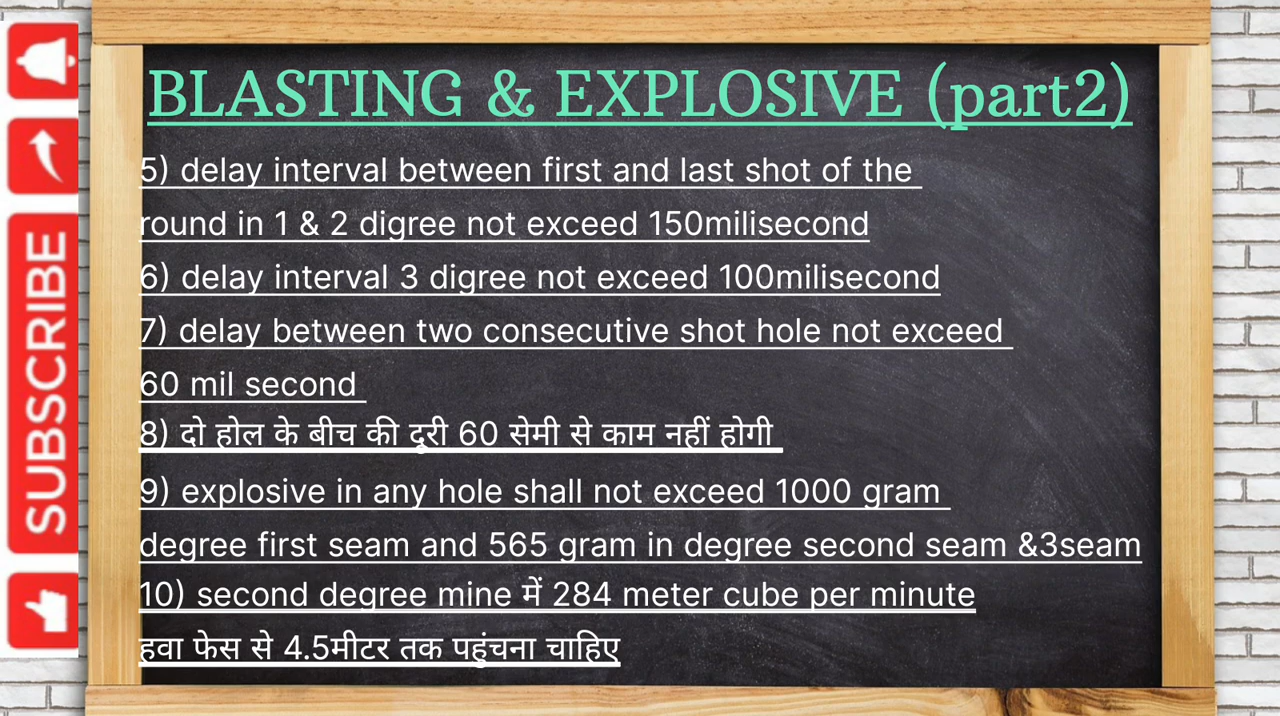 BLASTING & EXPLOSIVE (part2)
5) delay interval between first and last shot of the
round in 1 & 2 digree not exceed 150milisecond
6) delay interval 3 digree not exceed 100milisecond
7) delay between two consecutive shot hole not exceed
60 mil second
8) दो होल के बीच की दूरी 60 सेमी से काम नहीं होगी
9) explosive in any hole shall not exceed 1000 gram
degree first seam and 565 gram in degree second seam &3seam
10) second degree mine में 284 meter cube per minute
हवा फेस से 4.5मीटर तक पहुंचना चाहिए
SUBSCRIBE